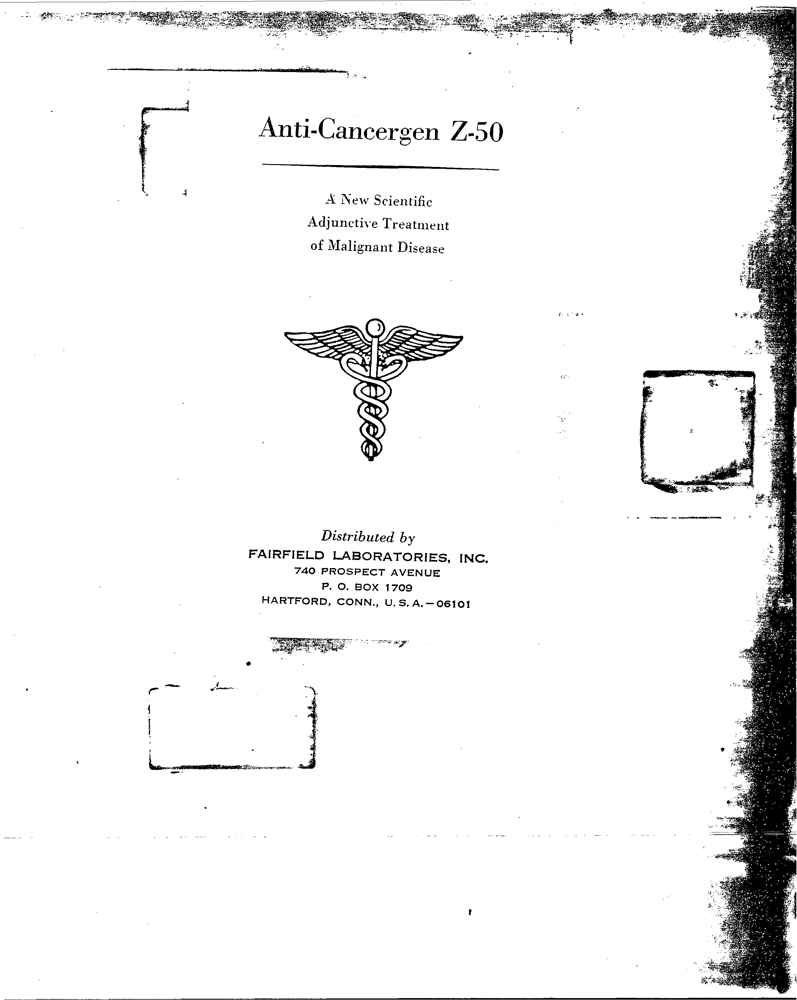 Anti-Cancergen Z-50
A New Scientific
Adjunctive Treatment
of Malignant Disease
Distributed by
FAIRFIELD LABORATORIES, INC.
740 PROSPECT AVENUE
P. O. BOX 1709
HARTFORD, CONN., U. S. A.—06101